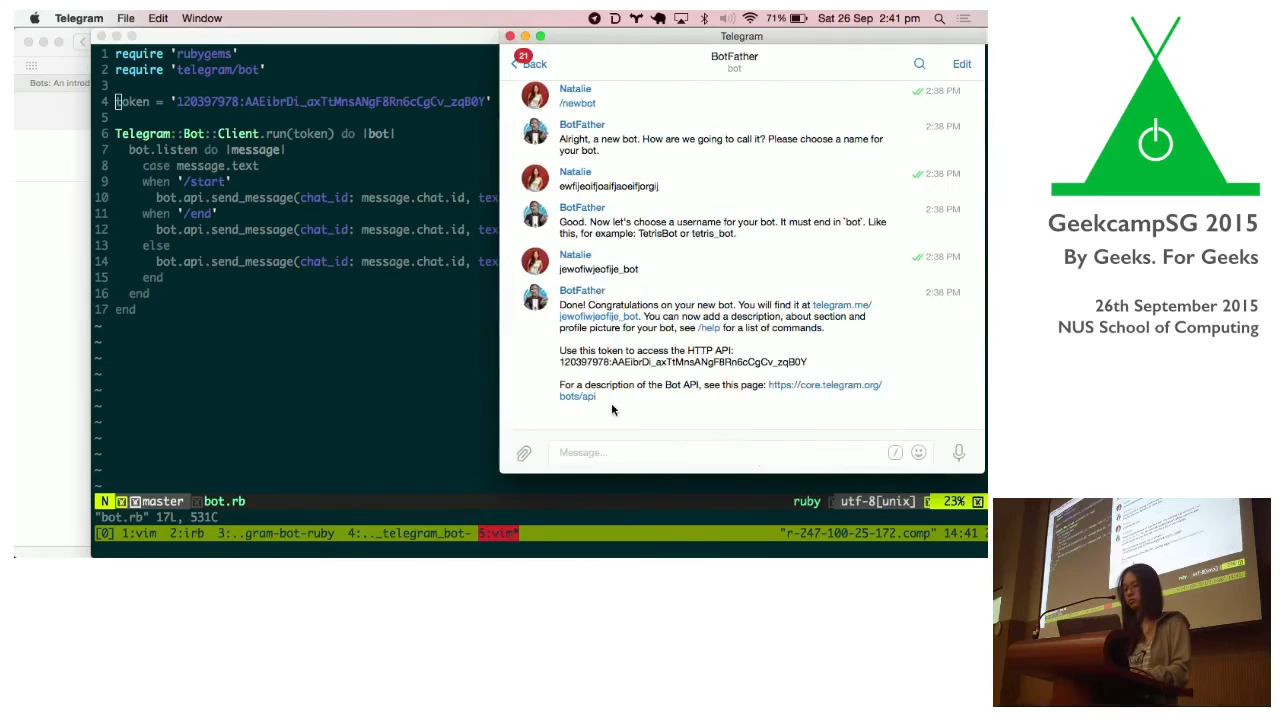 Telegram File Edit Window
71% Sat 26 Sep 2:41 pm
Bots: An introd
1 require 'rubygems'
2 require 'telegram/bot'
3
4 token = '120397978:AAEibrDi_axTtMnsANgF8Rn6cCgCv_zqB0Y'
5
6 Telegram::Bot::Client.run(token) do |bot|
7 bot.listen do |message|
8 case message.text
9 when '/start'
10 bot.api.send_message(chat_id: message.chat.id, tex
11 when '/end'
12 bot.api.send_message(chat_id: message.chat.id, tex
13 else
14 bot.api.send_message(chat_id: message.chat.id, tex
15 end
16 end
17 end
~
~
~
~
~
~
~
~
~
~
~
N master bot.rb ruby utf-8[unix] 23%
"bot.rb" 17L, 531C
[0] 1:vim 2:irb 3:..gram-bot-ruby 4:.._telegram_bot- 5:vim* "r-247-100-25-172.comp" 14:41 2
Telegram
21
Back BotFather Edit
bot
Natalie 2:38 PM
/newbot
BotFather 2:38 PM
Alright, a new bot. How are we going to call it? Please choose a name for
your bot.
Natalie 2:38 PM
ewfijeoifjoaifjaoeifjorgij
BotFather 2:38 PM
Good. Now let's choose a username for your bot. It must end in `bot`. Like
this, for example: TetrisBot or tetris_bot.
Natalie 2:38 PM
jewofiwjeofije_bot
BotFather 2:38 PM
Done! Congratulations on your new bot. You will find it at telegram.me/
jewofiwjeofije_bot. You can now add a description, about section and
profile picture for your bot, see /help for a list of commands.
Use this token to access the HTTP API:
120397978:AAEibrDi_axTtMnsANgF8Rn6cCgCv_zqB0Y
For a description of the Bot API, see this page: https://core.telegram.org/
bots/api
Message...
GeekcampSG 2015
By Geeks. For Geeks
26th September 2015
NUS School of Computing